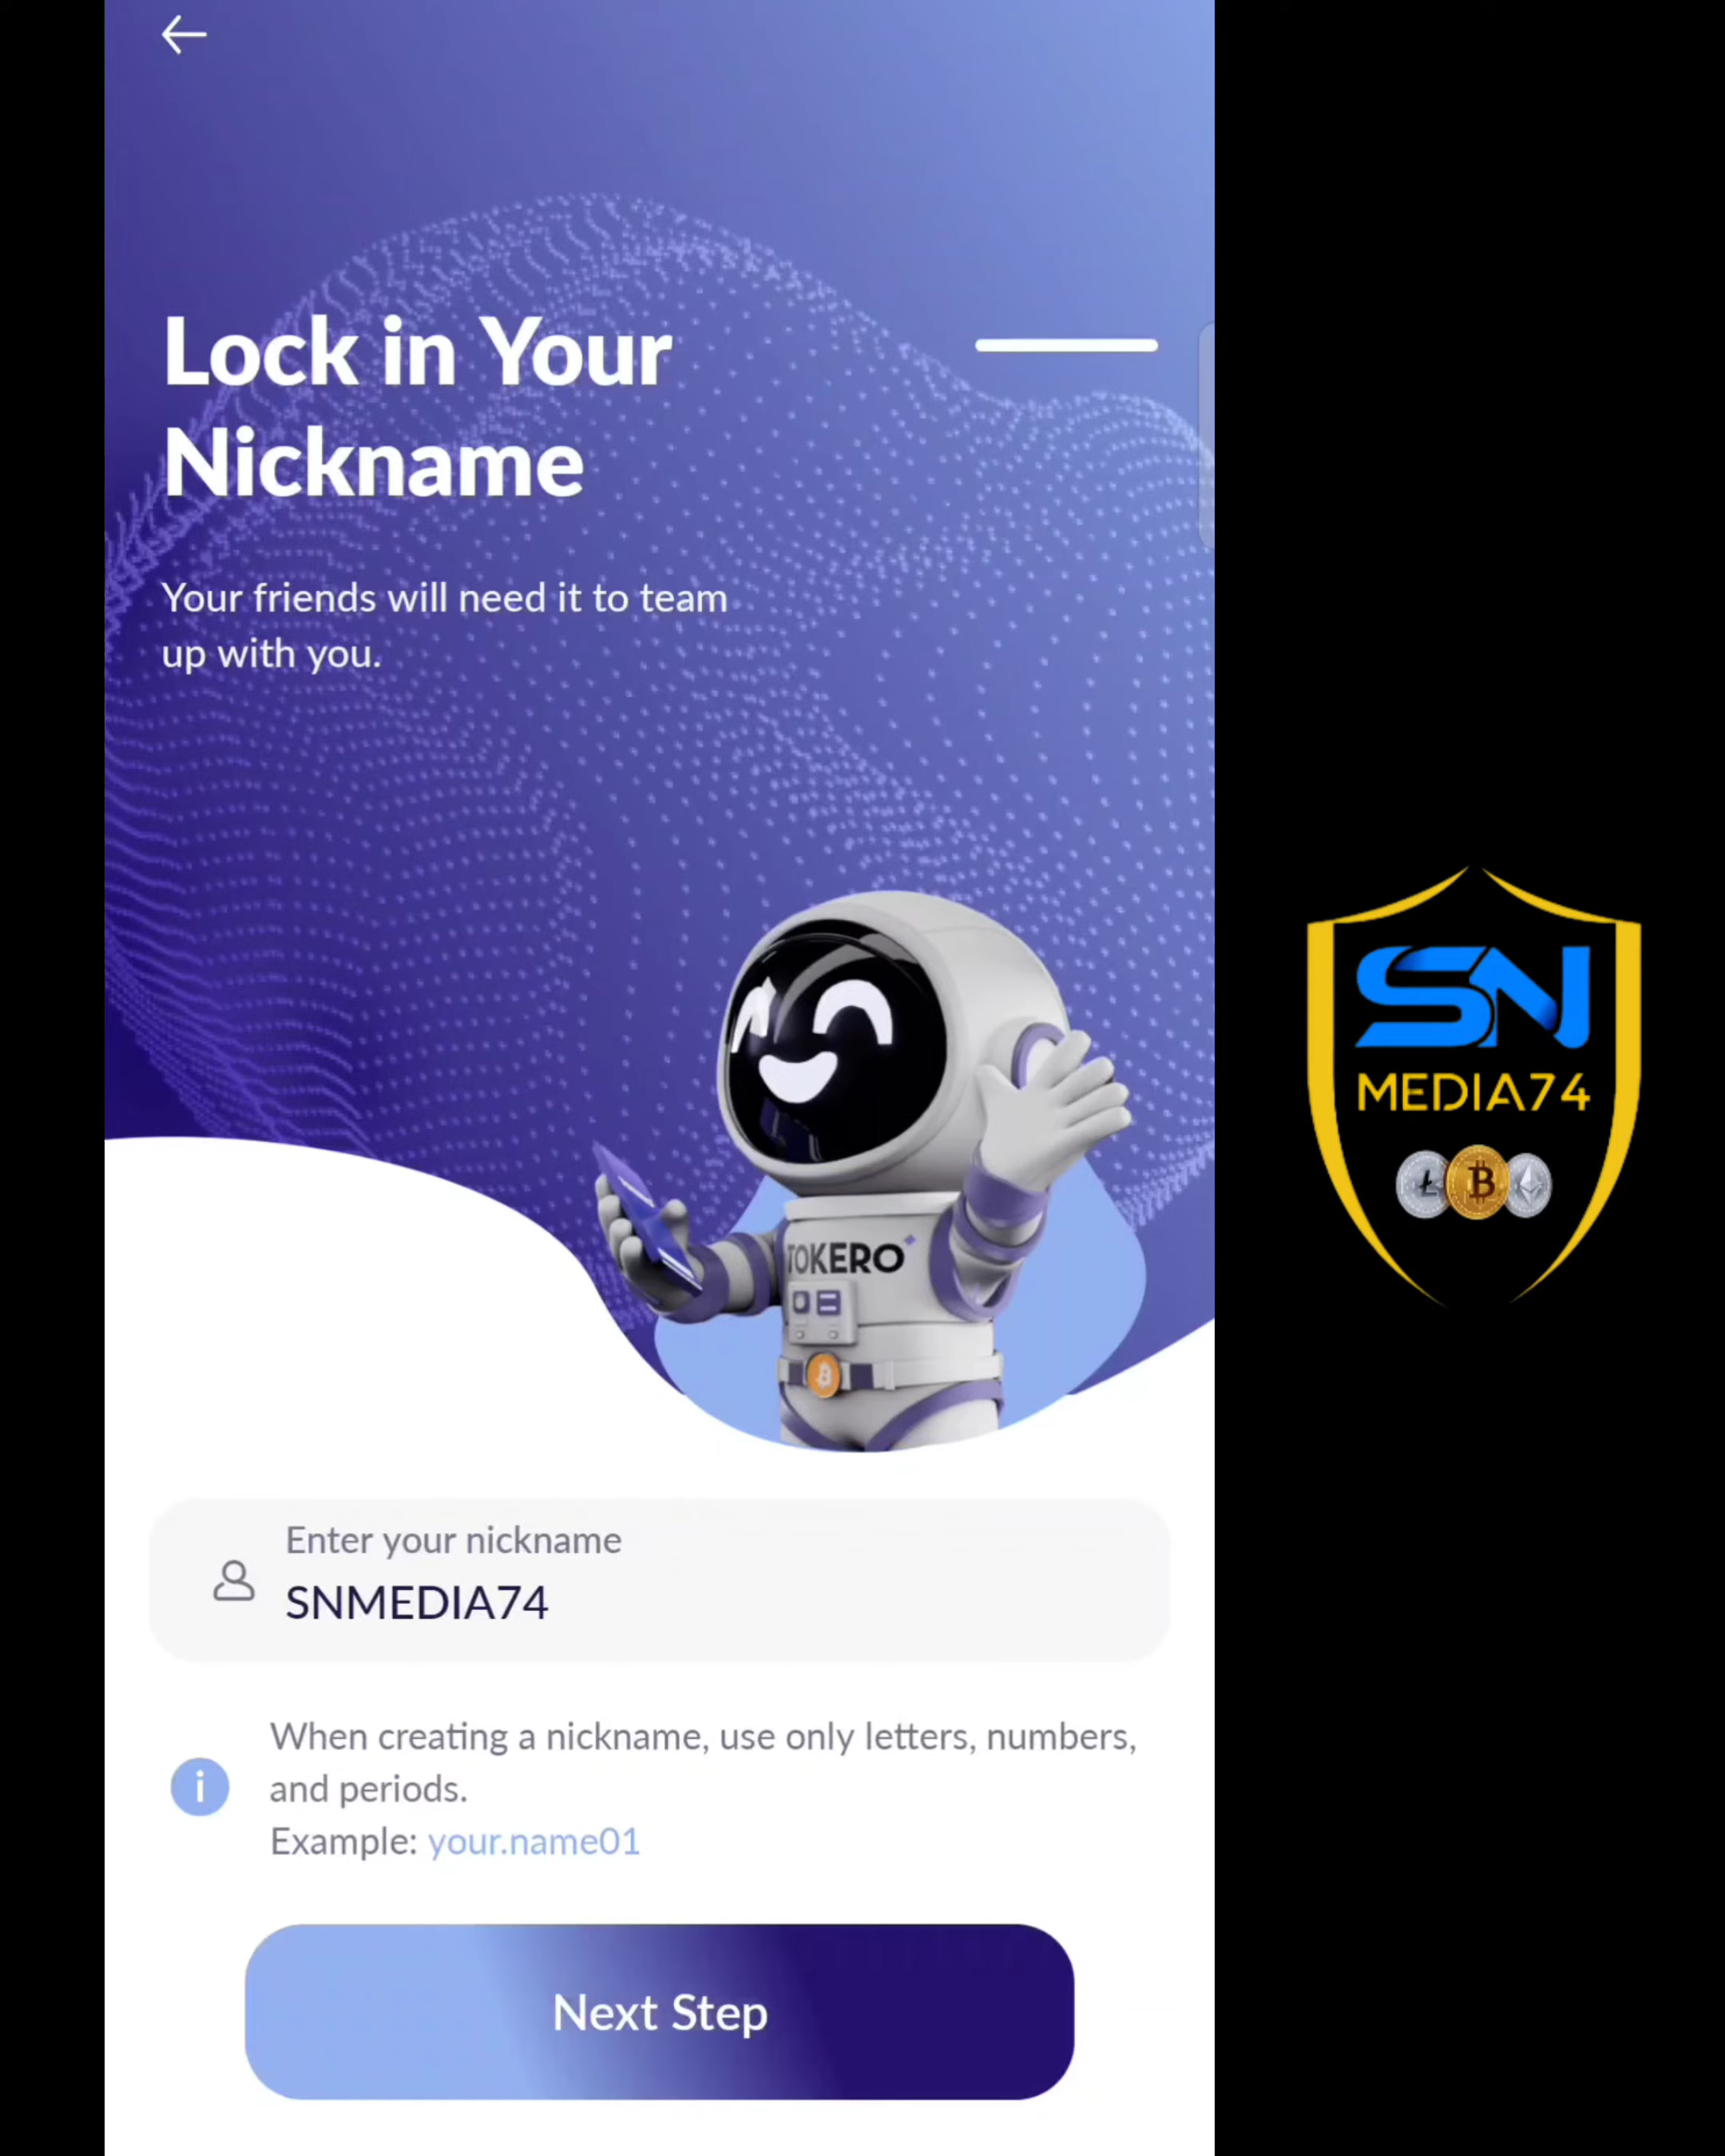 Lock in Your
Nickname
Your friends will need it to team
up with you.
TOKERO
Enter your nickname
SNMEDIA74
When creating a nickname, use only letters, numbers,
and periods.
Example: your.name01
Next Step
SN
MEDIA74